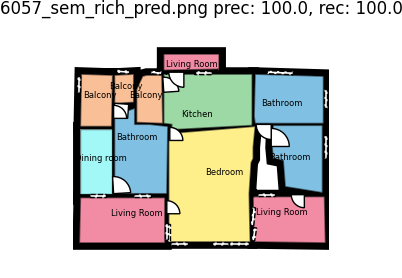 6057_sem_rich_pred.png prec: 100.0, rec: 100.0
Living Room
Balcony
Balcony
Balcony
Kitchen
Bathroom
Bathroom
Dining room
Bathroom
Bedroom
Living Room
Living Room